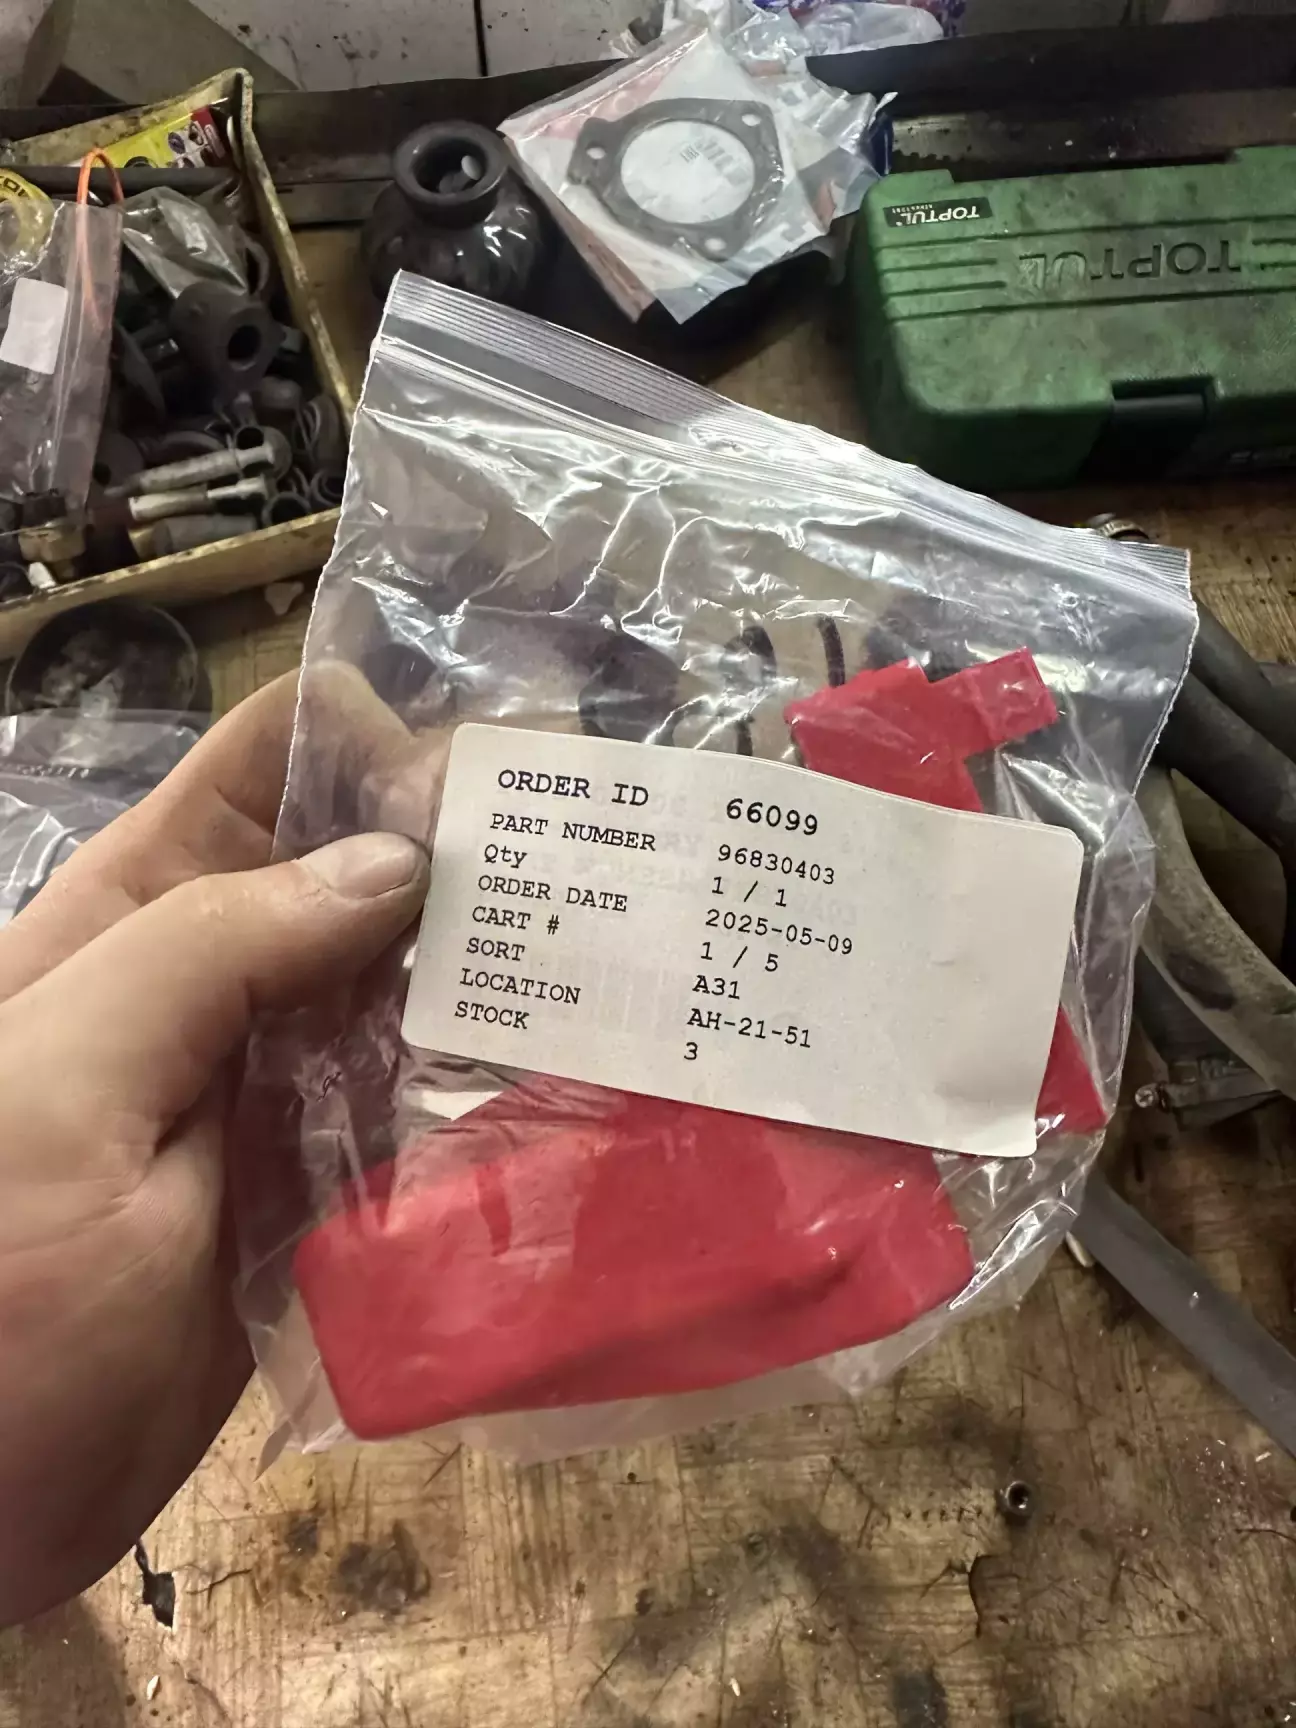 TOPTUL
TOPTUL
ORDER ID 66099
PART NUMBER 96830403
Qty 1 / 1
ORDER DATE 2025-05-09
CART # 1 / 5
SORT A31
LOCATION AH-21-51
STOCK 3